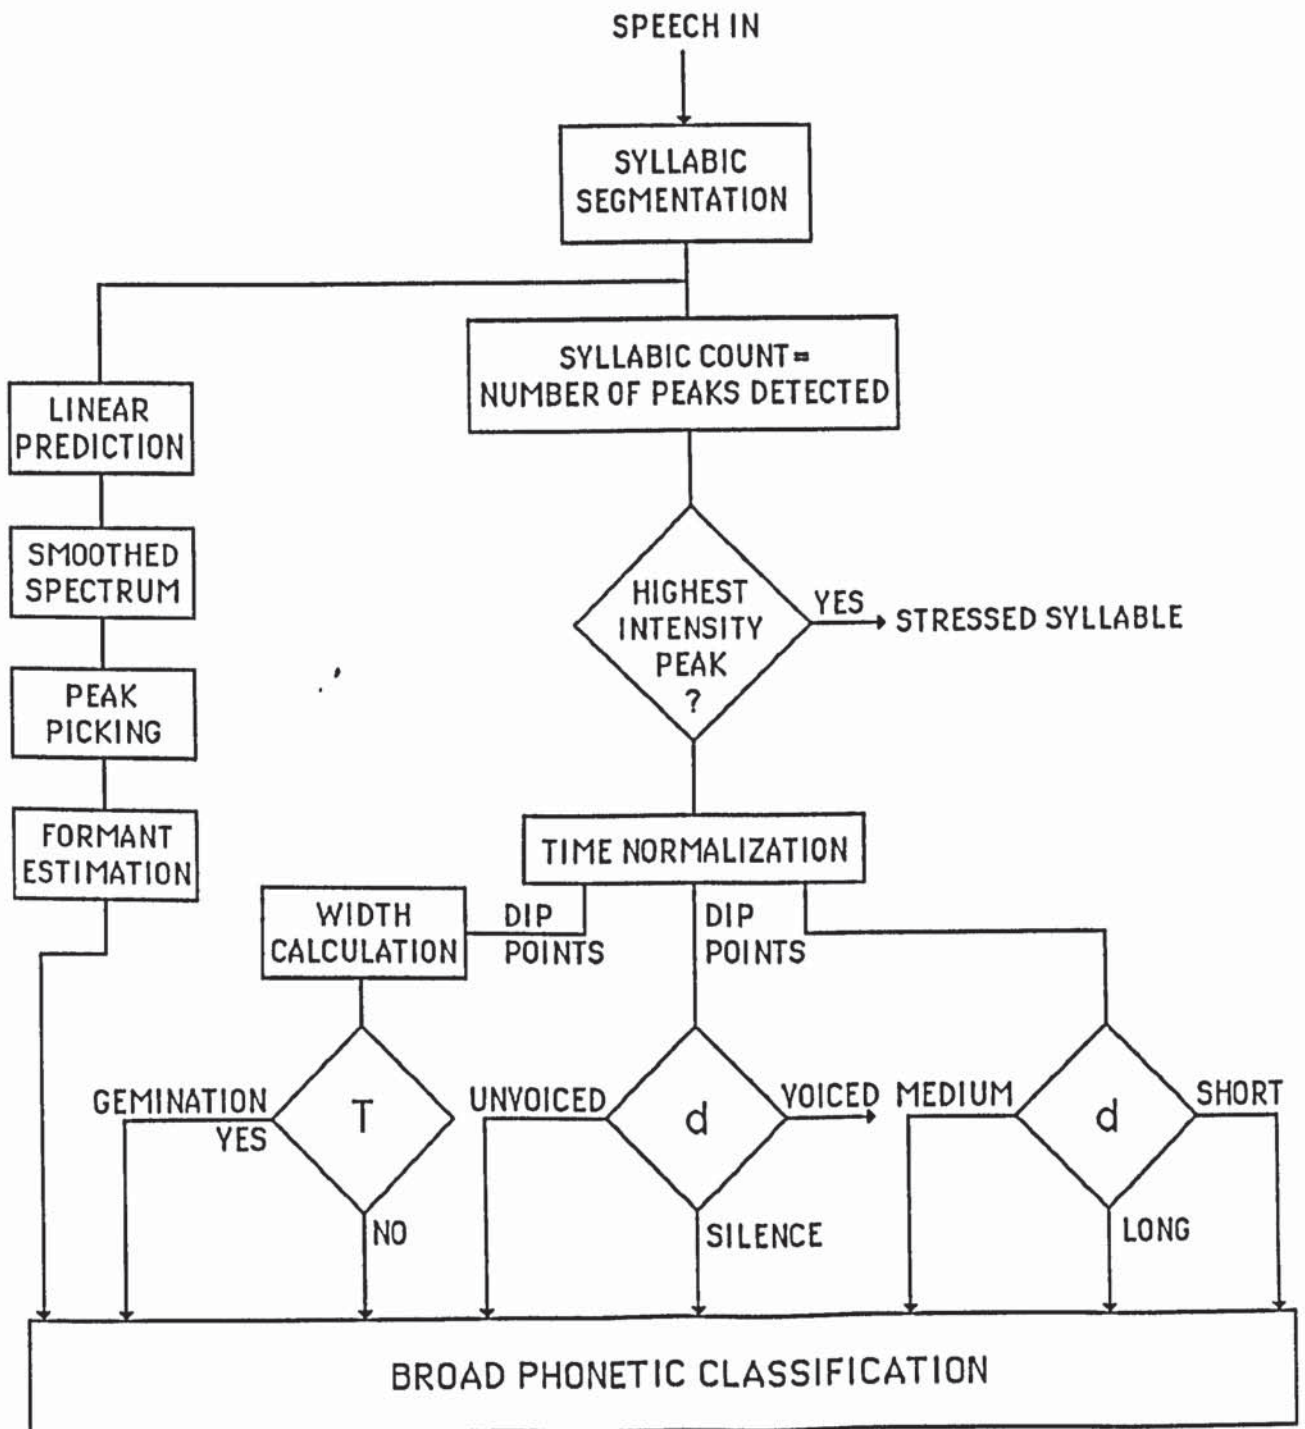 SPEECH IN
SYLLABIC
SEGMENTATION
SYLLABIC COUNT=
NUMBER OF PEAKS DETECTED
LINEAR
PREDICTION
SMOOTHED
SPECTRUM
PEAK
PICKING
FORMANT
ESTIMATION
HIGHEST
INTENSITY
PEAK
?
YES
STRESSED SYLLABLE
TIME NORMALIZATION
WIDTH
CALCULATION
DIP
POINTS
DIP
POINTS
GEMINATION
YES
T
NO
UNVOICED
d
VOICED
SILENCE
MEDIUM
d
SHORT
LONG
BROAD PHONETIC CLASSIFICATION